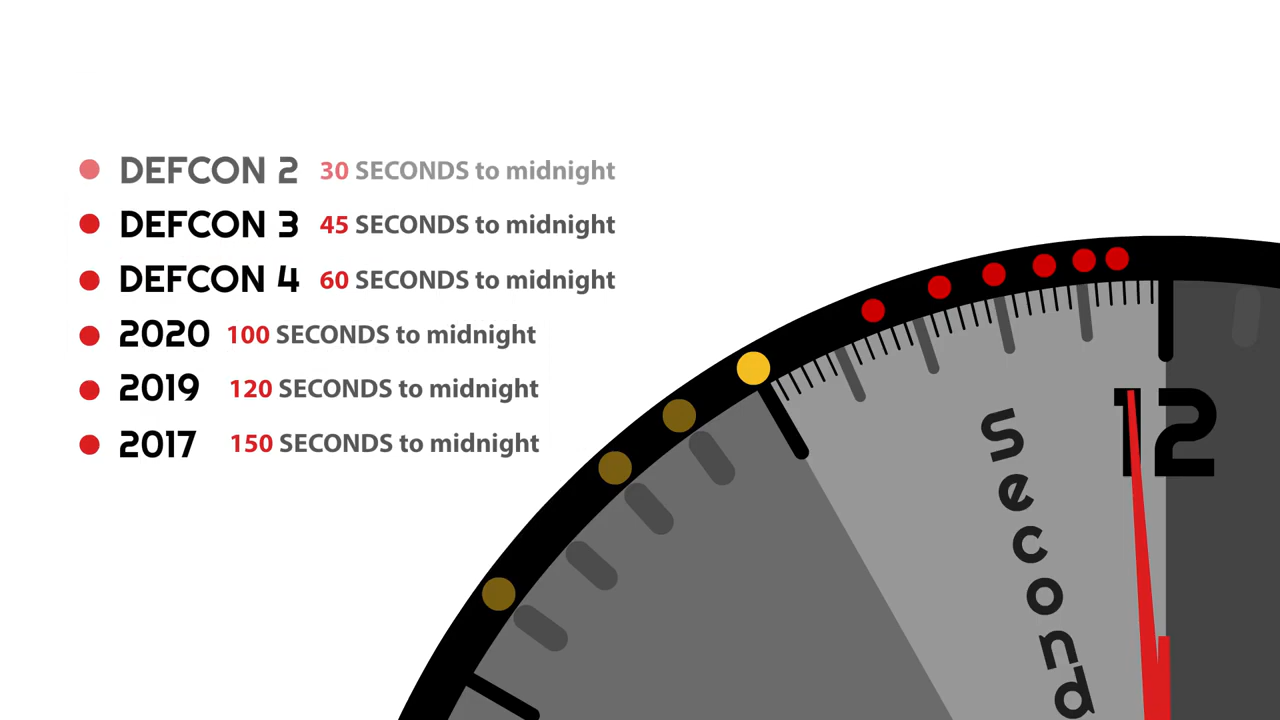 DEFCON 2 30 SECONDS to midnight
DEFCON 3 45 SECONDS to midnight
DEFCON 4 60 SECONDS to midnight
2020 100 SECONDS to midnight
2019 120 SECONDS to midnight
2017 150 SECONDS to midnight
12
Second